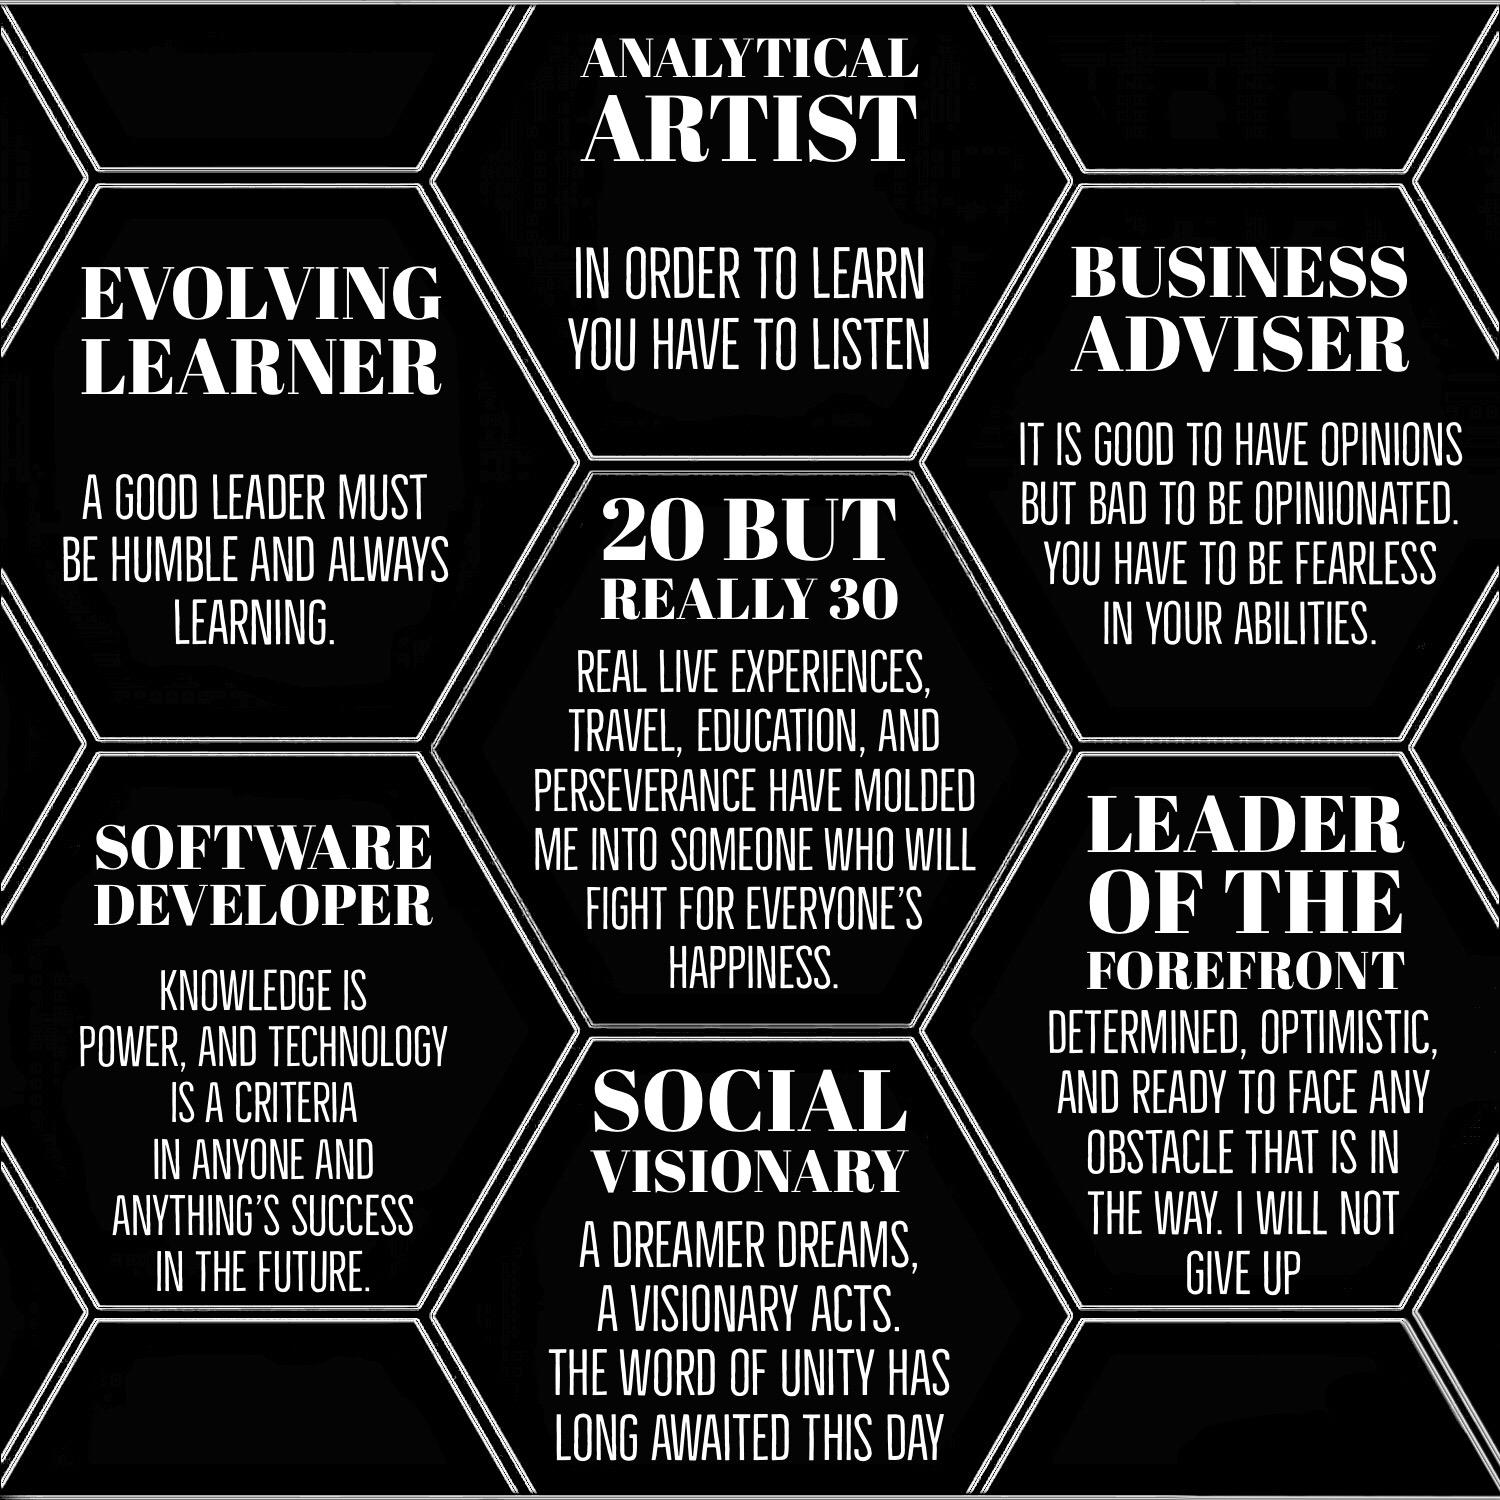 ANALYTICAL
ARTIST
IN ORDER TO LEARN
YOU HAVE TO LISTEN
EVOLVING
LEARNER
A GOOD LEADER MUST
BE HUMBLE AND ALWAYS
LEARNING.
BUSINESS
ADVISER
IT IS GOOD TO HAVE OPINIONS
BUT BAD TO BE OPINIONATED.
YOU HAVE TO BE FEARLESS
IN YOUR ABILITIES.
20 BUT
REALLY 30
REAL LIVE EXPERIENCES,
TRAVEL, EDUCATION, AND
PERSEVERANCE HAVE MOLDED
ME INTO SOMEONE WHO WILL
FIGHT FOR EVERYONE'S
HAPPINESS.
SOFTWARE
DEVELOPER
KNOWLEDGE IS
POWER, AND TECHNOLOGY
IS A CRITERIA
IN ANYONE AND
ANYTHING'S SUCCESS
IN THE FUTURE.
LEADER
OF THE
FOREFRONT
DETERMINED, OPTIMISTIC,
AND READY TO FACE ANY
OBSTACLE THAT IS IN
THE WAY. I WILL NOT
GIVE UP
SOCIAL
VISIONARY
A DREAMER DREAMS,
A VISIONARY ACTS.
THE WORD OF UNITY HAS
LONG AWAITED THIS DAY